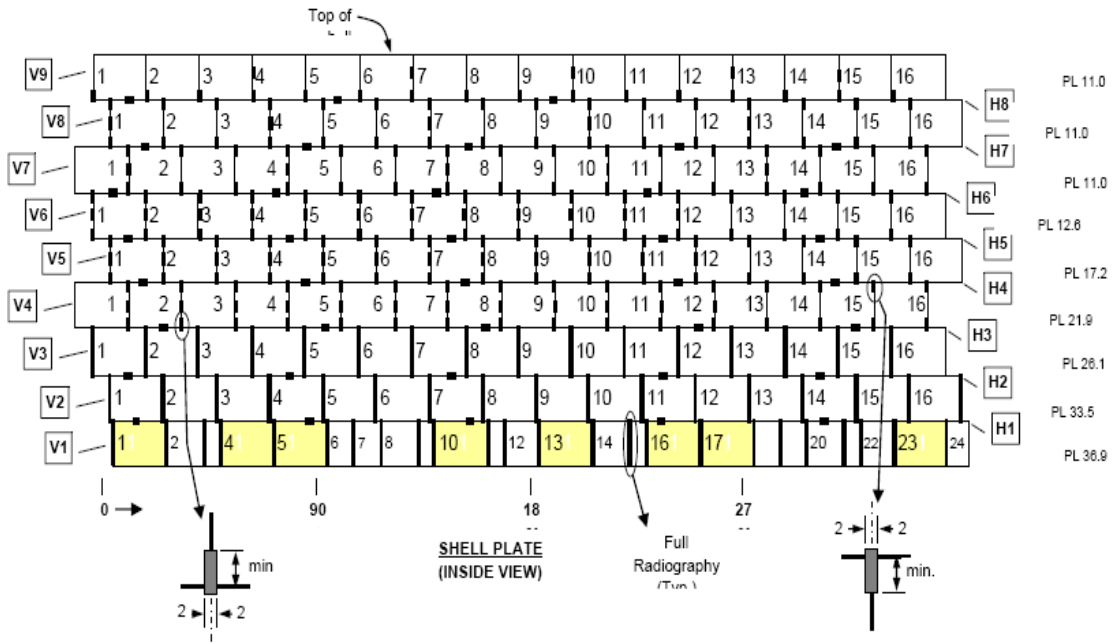 Top of
V9 1 2 3 4 5 6 7 8 9 10 11 12 13 14 15 16 PL 11.0
H8
V8 1 2 3 4 5 6 7 8 9 10 11 12 13 14 15 16 PL 11.0
H7
V7 1 2 3 4 5 6 7 8 9 10 11 12 13 14 15 16 PL 11.0
H6
V6 1 2 3 4 5 6 7 8 9 10 11 12 13 14 15 16 PL 12.6
H5
V5 1 2 3 4 5 6 7 8 9 10 11 12 13 14 15 16 PL 17.2
H4
V4 1 2 3 4 5 6 7 8 9 10 11 12 13 14 15 16 PL 21.9
H3
V3 1 2 3 4 5 6 7 8 9 10 11 12 13 14 15 16 PL 26.1
H2
V2 1 2 3 4 5 6 7 8 9 10 11 12 13 14 15 16 PL 33.5
H1
V1 1 2 4 5 6 7 8 10 12 13 14 16 17 20 22 23 24 PL 36.9
0 90 18 27
SHELL PLATE
(INSIDE VIEW)
Full
Radiography
(Typ.)
min
2 2
2 2
min.